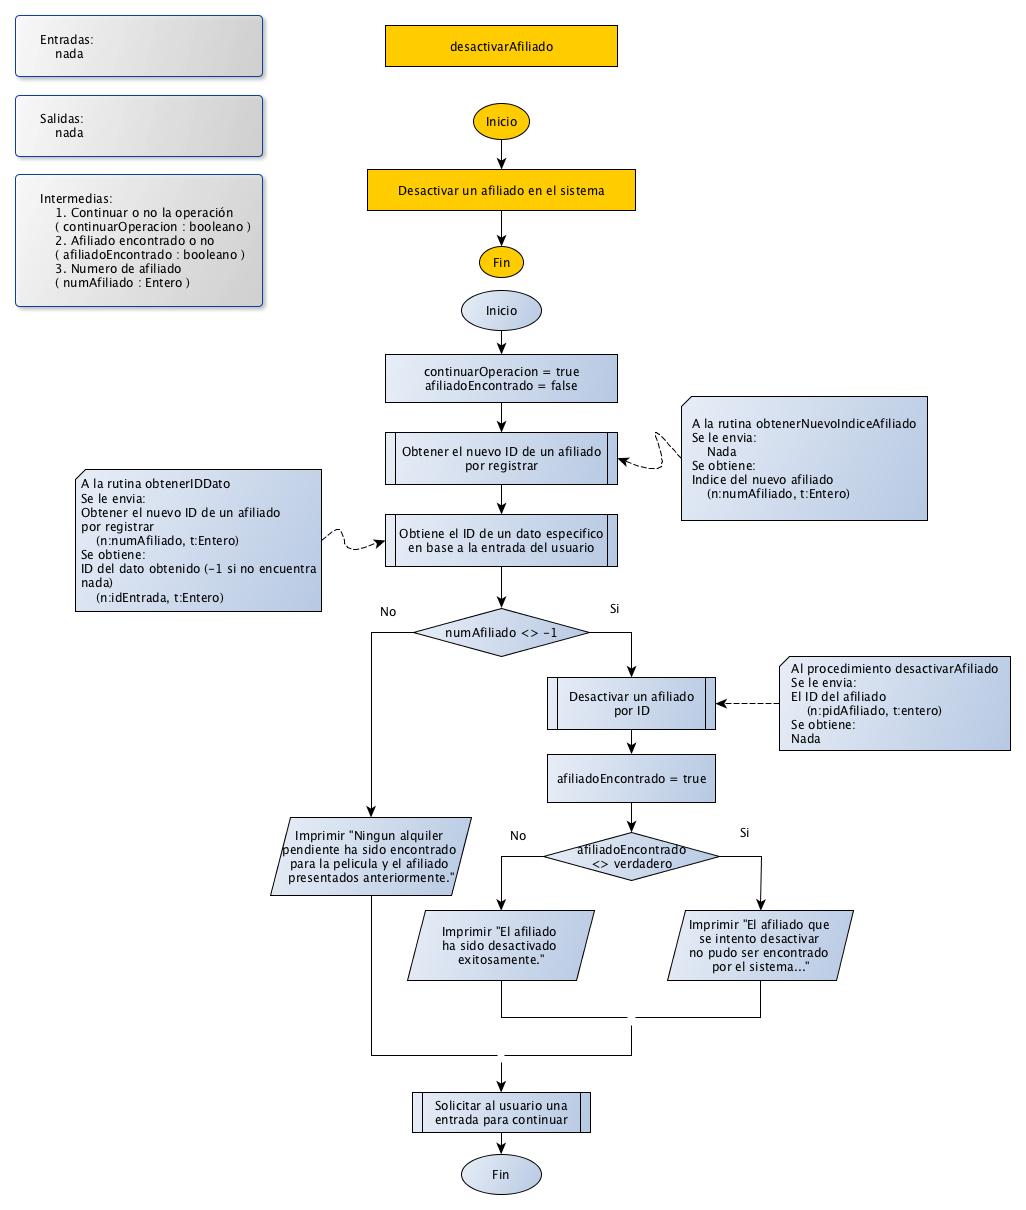 Entradas:
nada
desactivarAfiliado
Salidas:
nada
Inicio
Intermedias:
1. Continuar o no la operación
( continuarOperacion : booleano )
2. Afiliado encontrado o no
( afiliadoEncontrado : booleano )
3. Numero de afiliado
( numAfiliado : Entero )
Desactivar un afiliado en el sistema
Fin
Inicio
continuarOperacion = true
afiliadoEncontrado = false
Obtener el nuevo ID de un afiliado
por registrar
A la rutina obtenerNuevoIndiceAfiliado
Se le envia:
Nada
Se obtiene:
Indice del nuevo afiliado
(n:numAfiliado, t:Entero)
A la rutina obtenerIDDato
Se le envia:
Obtener el nuevo ID de un afiliado
por registrar
(n:numAfiliado, t:Entero)
Se obtiene:
ID del dato obtenido (-1 si no encuentra
nada)
(n:idEntrada, t:Entero)
Obtiene el ID de un dato especifico
en base a la entrada del usuario
No
Si
numAfiliado <> -1
Desactivar un afiliado
por ID
Al procedimiento desactivarAfiliado
Se le envia:
El ID del afiliado
(n:pidAfiliado, t:entero)
Se obtiene:
Nada
afiliadoEncontrado = true
No
Si
afiliadoEncontrado
<> verdadero
Imprimir "Ningun alquiler
pendiente ha sido encontrado
para la pelicula y el afiliado
presentados anteriormente."
Imprimir "El afiliado
ha sido desactivado
exitosamente."
Imprimir "El afiliado que
se intento desactivar
no pudo ser encontrado
por el sistema..."
Solicitar al usuario una
entrada para continuar
Fin